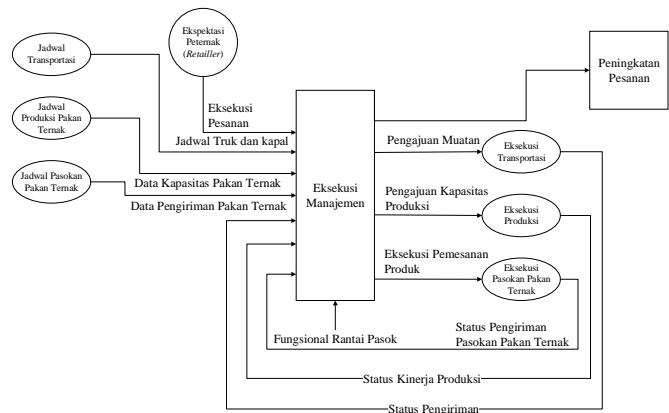 Ekspektasi
Peternak
(Retailler)
Jadwal
Transportasi
Peningkatan
Pesanan
Eksekusi
Pesanan
Jadwal
Produksi Pakan
Ternak
Jadwal Truk dan kapal
Pengajuan Muatan
Eksekusi
Transportasi
Jadwal Pasokan
Pakan Ternak
Data Kapasitas Pakan Ternak
Eksekusi
Manajemen
Pengajuan Kapasitas
Produksi
Data Pengiriman Pakan Ternak
Eksekusi
Produksi
Eksekusi Pemesanan
Produk
Eksekusi
Pasokan Pakan
Ternak
Fungsional Rantai Pasok
Status Pengiriman
Pasokan Pakan Ternak
Status Kinerja Produksi
Status Pengiriman